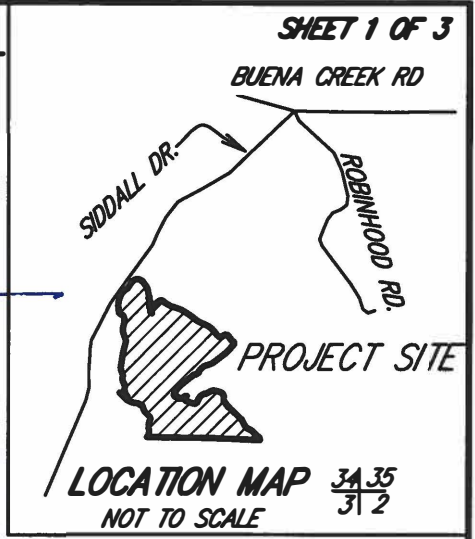 SHEET 1 OF 3
BUENA CREEK RD
SIDDALL DR.
ROBINHOOD RD.
PROJECT SITE
LOCATION MAP
34 35
3 2
NOT TO SCALE